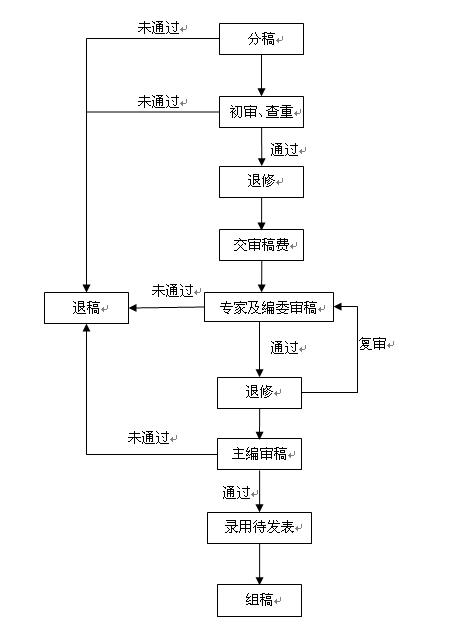 未通过
分稿
未通过
初审、查重
通过
退修
交审稿费
未通过
退稿
专家及编委审稿
通过
复审
退修
未通过
主编审稿
通过
录用待发表
组稿